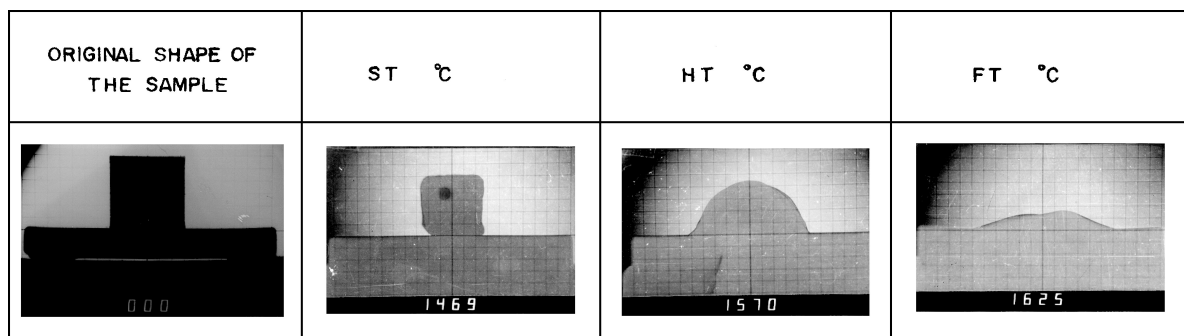 ORIGINAL SHAPE OF
THE SAMPLE
ST °C
HT °C
FT °C
000
1469
1570
1625